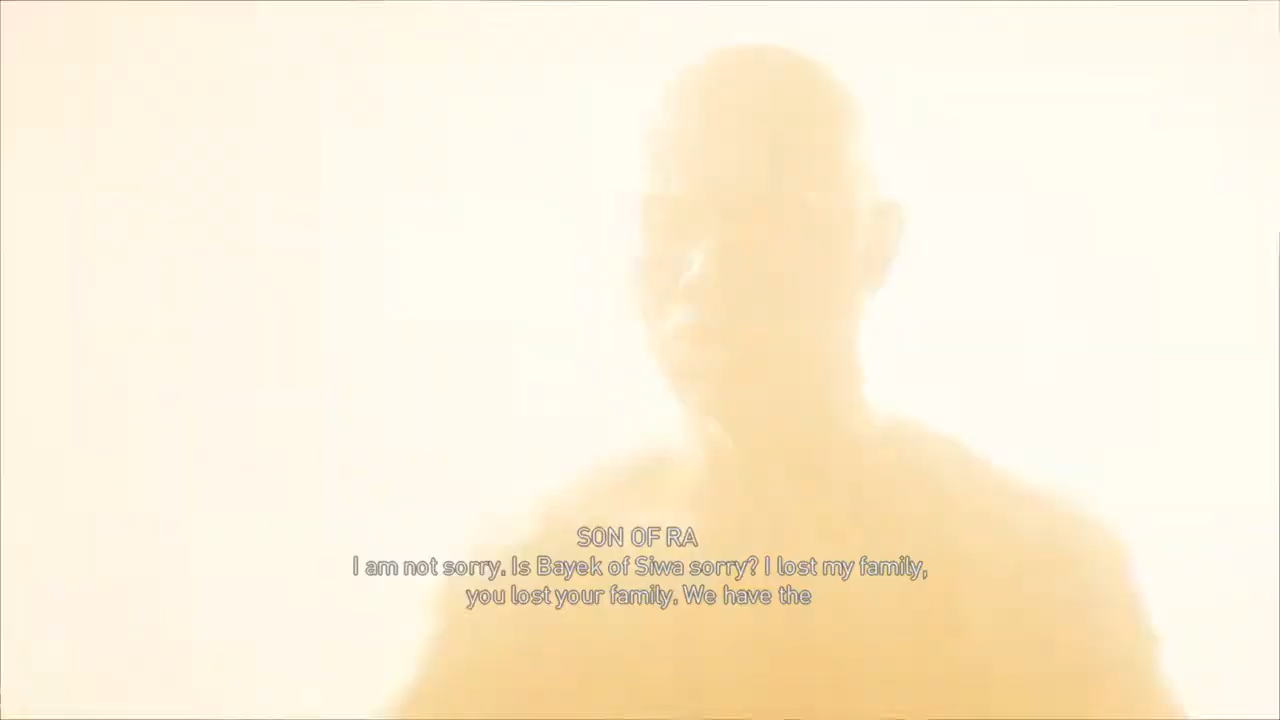 SON OF RA
I am not sorry. Is Bayek of Siwa sorry? I lost my family,
you lost your family. We have the